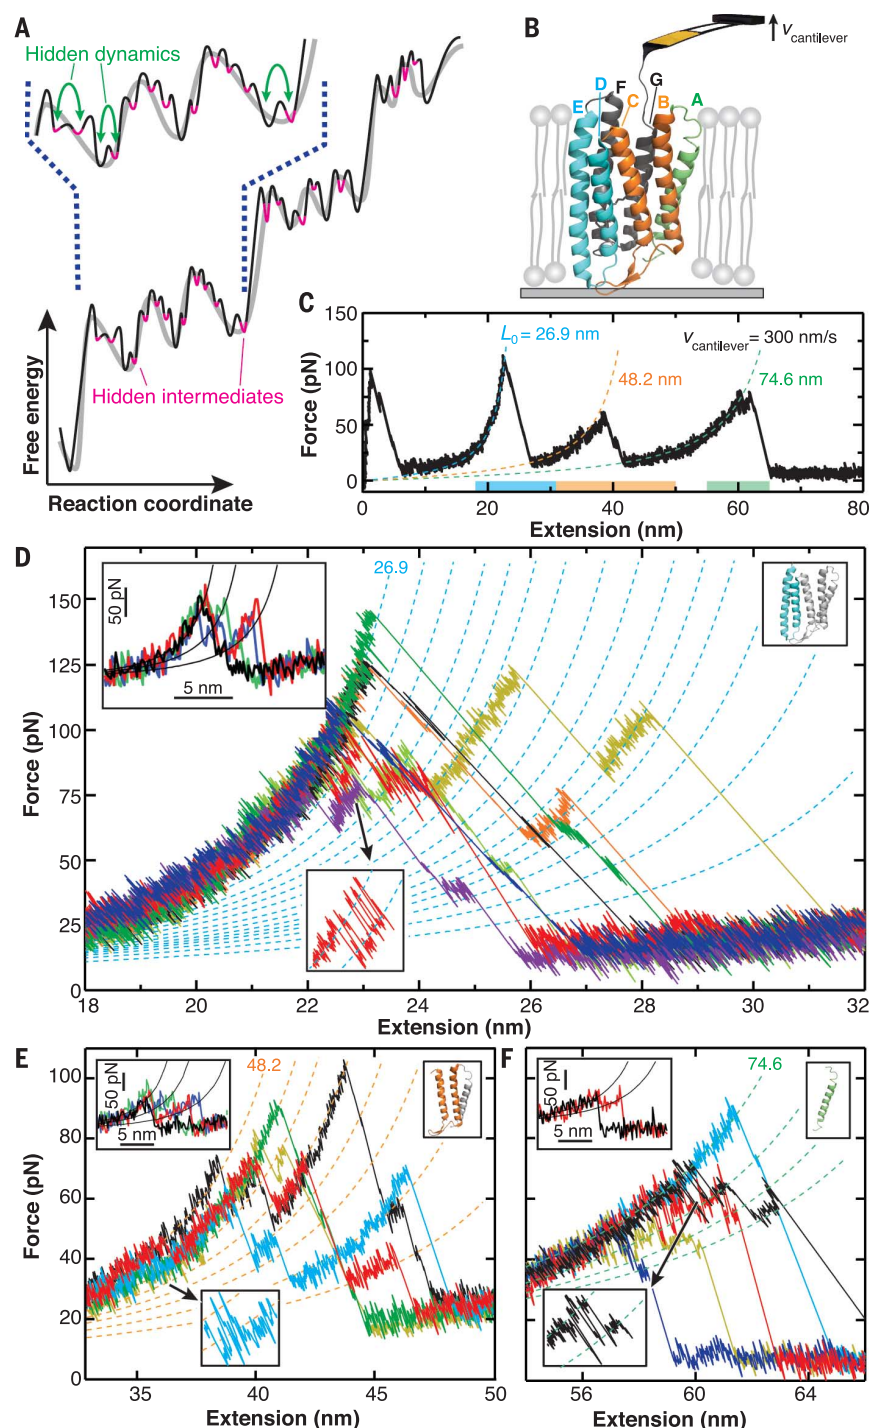 A
Hidden dynamics
Hidden intermediates
Free energy
Reaction coordinate
B
v cantilever
D
F
G
E
C
B
A
C
150
100
50
0
Force (pN)
L0 = 26.9 nm
vcantilever = 300 nm/s
48.2 nm
74.6 nm
0
20
40
60
80
Extension (nm)
D
150
125
100
75
50
25
0
Force (pN)
50 pN
5 nm
26.9
18
20
22
24
26
28
30
32
Extension (nm)
E
100
80
60
40
20
0
Force (pN)
50 pN
5 nm
48.2
35
40
45
50
Extension (nm)
F
50 pN
5 nm
74.6
56
60
64
Extension (nm)